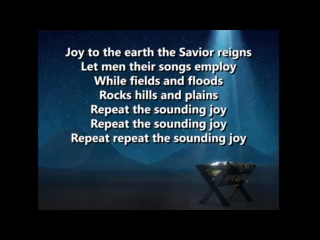 Joy to the earth the Savior reigns
Let men their songs employ
While fields and floods
Rocks hills and plains
Repeat the sounding joy
Repeat the sounding joy
Repeat repeat the sounding joy